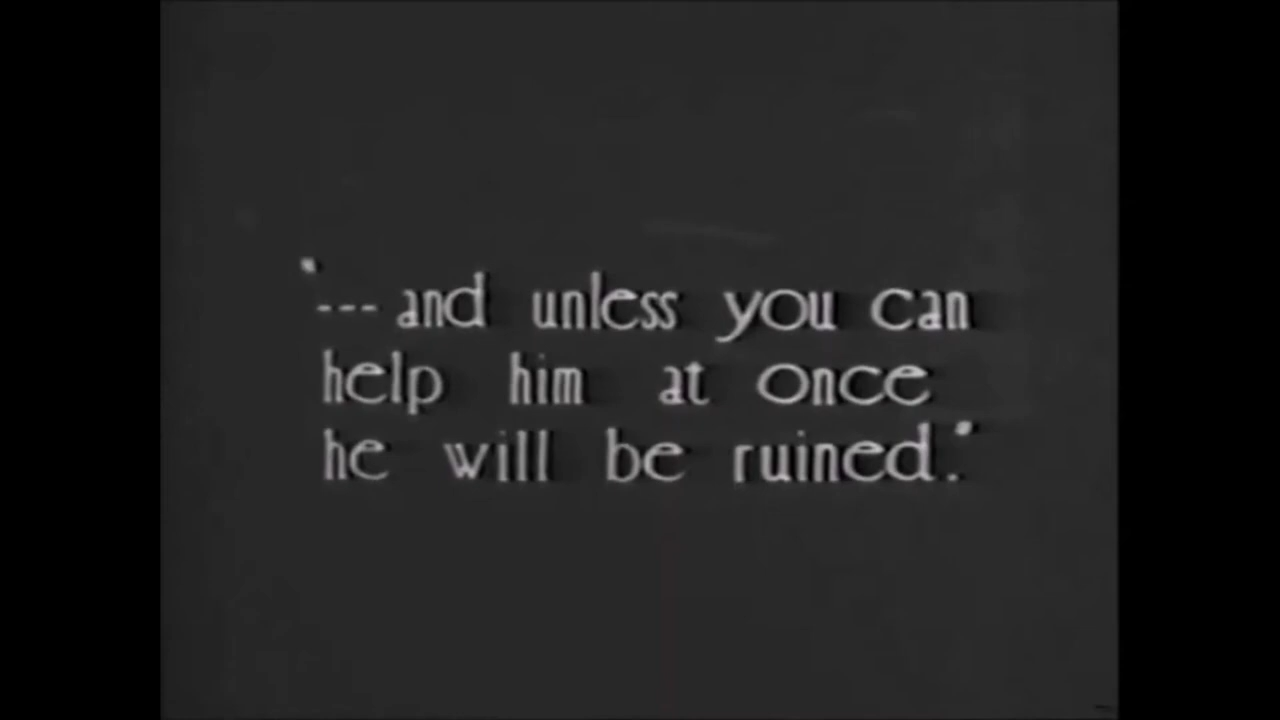 "--- and unless you can
help him at once
he will be ruined."